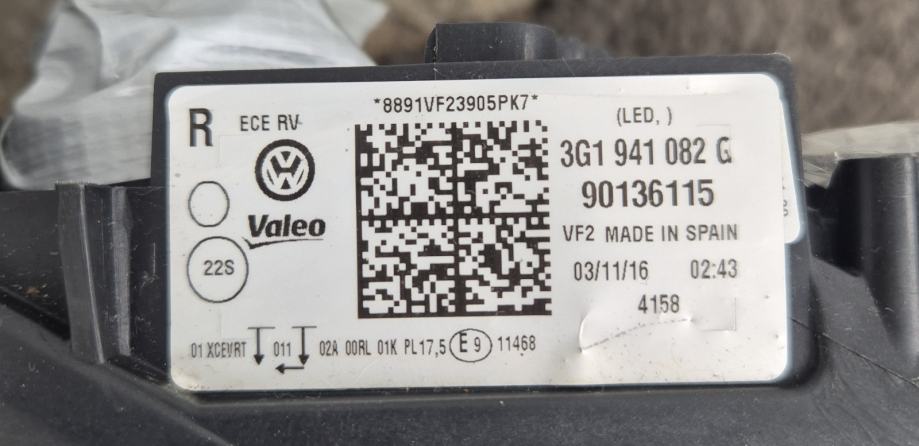 *8891VF23905PK7*
R ECE RV
(LED, )
3G1 941 082 G
90136115
Valeo
VF2 MADE IN SPAIN
22S
03/11/16 02:43
4158
01 XCEVRT 011 02A 00RL 01K PL17,5 E 9 11468